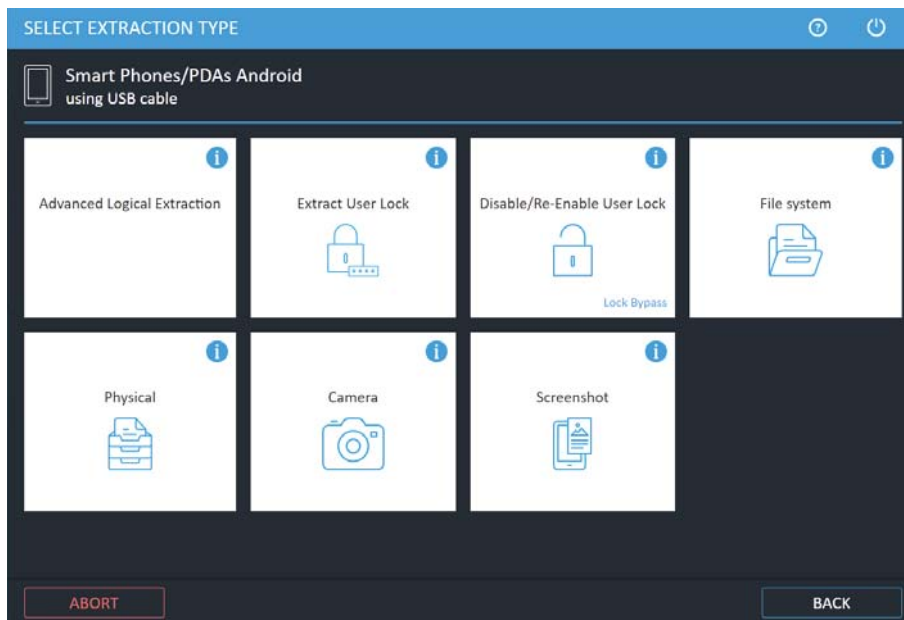 SELECT EXTRACTION TYPE
Smart Phones/PDAs Android
using USB cable
Advanced Logical Extraction
Extract User Lock
Disable/Re-Enable User Lock
Lock Bypass
File system
Physical
Camera
Screenshot
ABORT
BACK